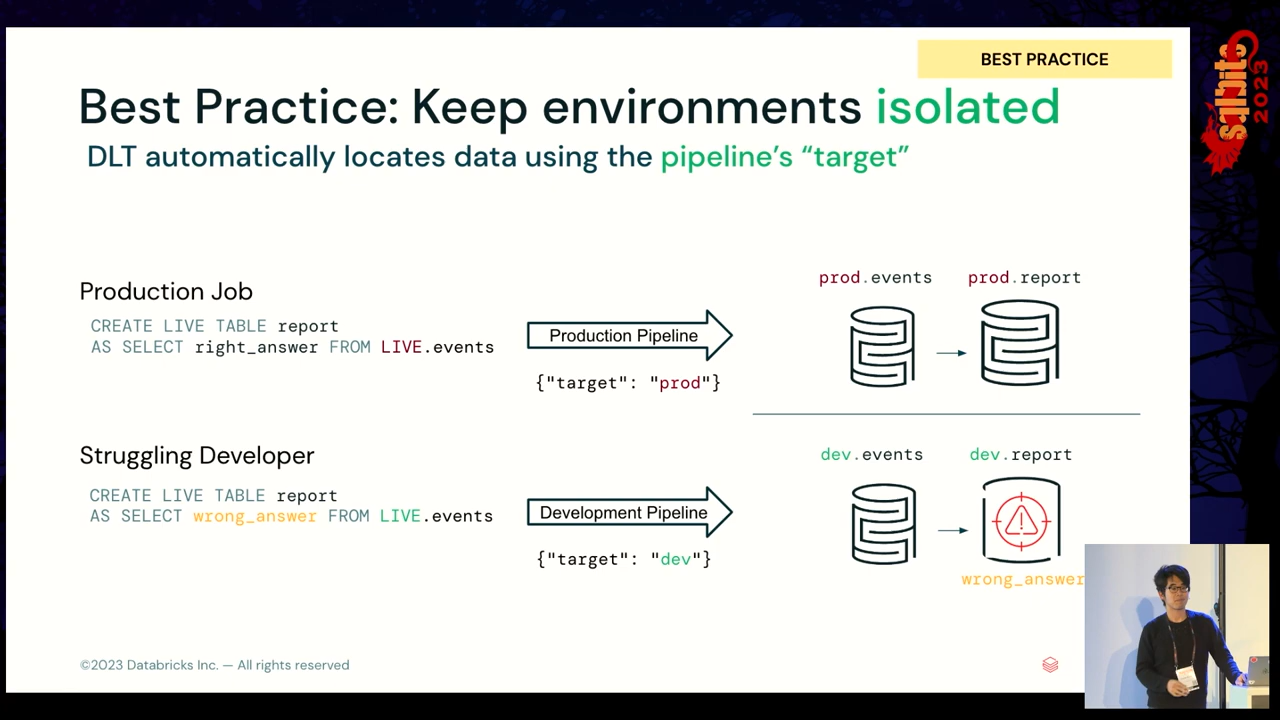 BEST PRACTICE
Best Practice: Keep environments isolated
DLT automatically locates data using the pipeline’s “target”
sqlbits
2023
Production Job
CREATE LIVE TABLE report
AS SELECT right_answer FROM LIVE.events
Production Pipeline
{"target": "prod"}
prod.events
prod.report
Struggling Developer
CREATE LIVE TABLE report
AS SELECT wrong_answer FROM LIVE.events
Development Pipeline
{"target": "dev"}
dev.events
dev.report
wrong_answer
©2023 Databricks Inc. — All rights reserved